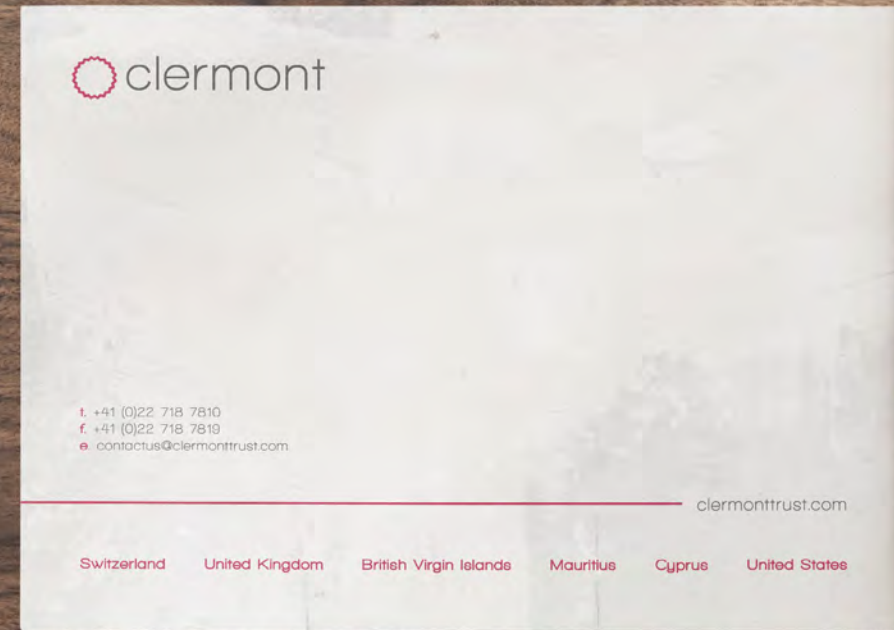 clermont
t. +41 (0)22 718 7810
f. +41 (0)22 718 7819
e. contactus@clermonttrust.com
clermonttrust.com
Switzerland United Kingdom British Virgin Islands Mauritius Cyprus United States